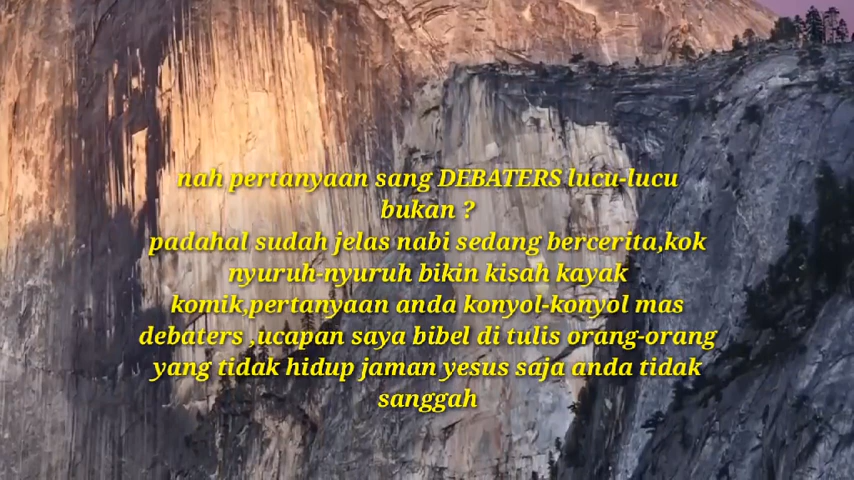 nah pertanyaan sang DEBATERS lucu-lucu
bukan ?
padahal sudah jelas nabi sedang bercerita,kok
nyuruh-nyuruh bikin kisah kayak
komik,pertanyaan anda konyol-konyol mas
debaters ,ucapan saya bibel di tulis orang-orang
yang tidak hidup jaman yesus saja anda tidak
sanggah